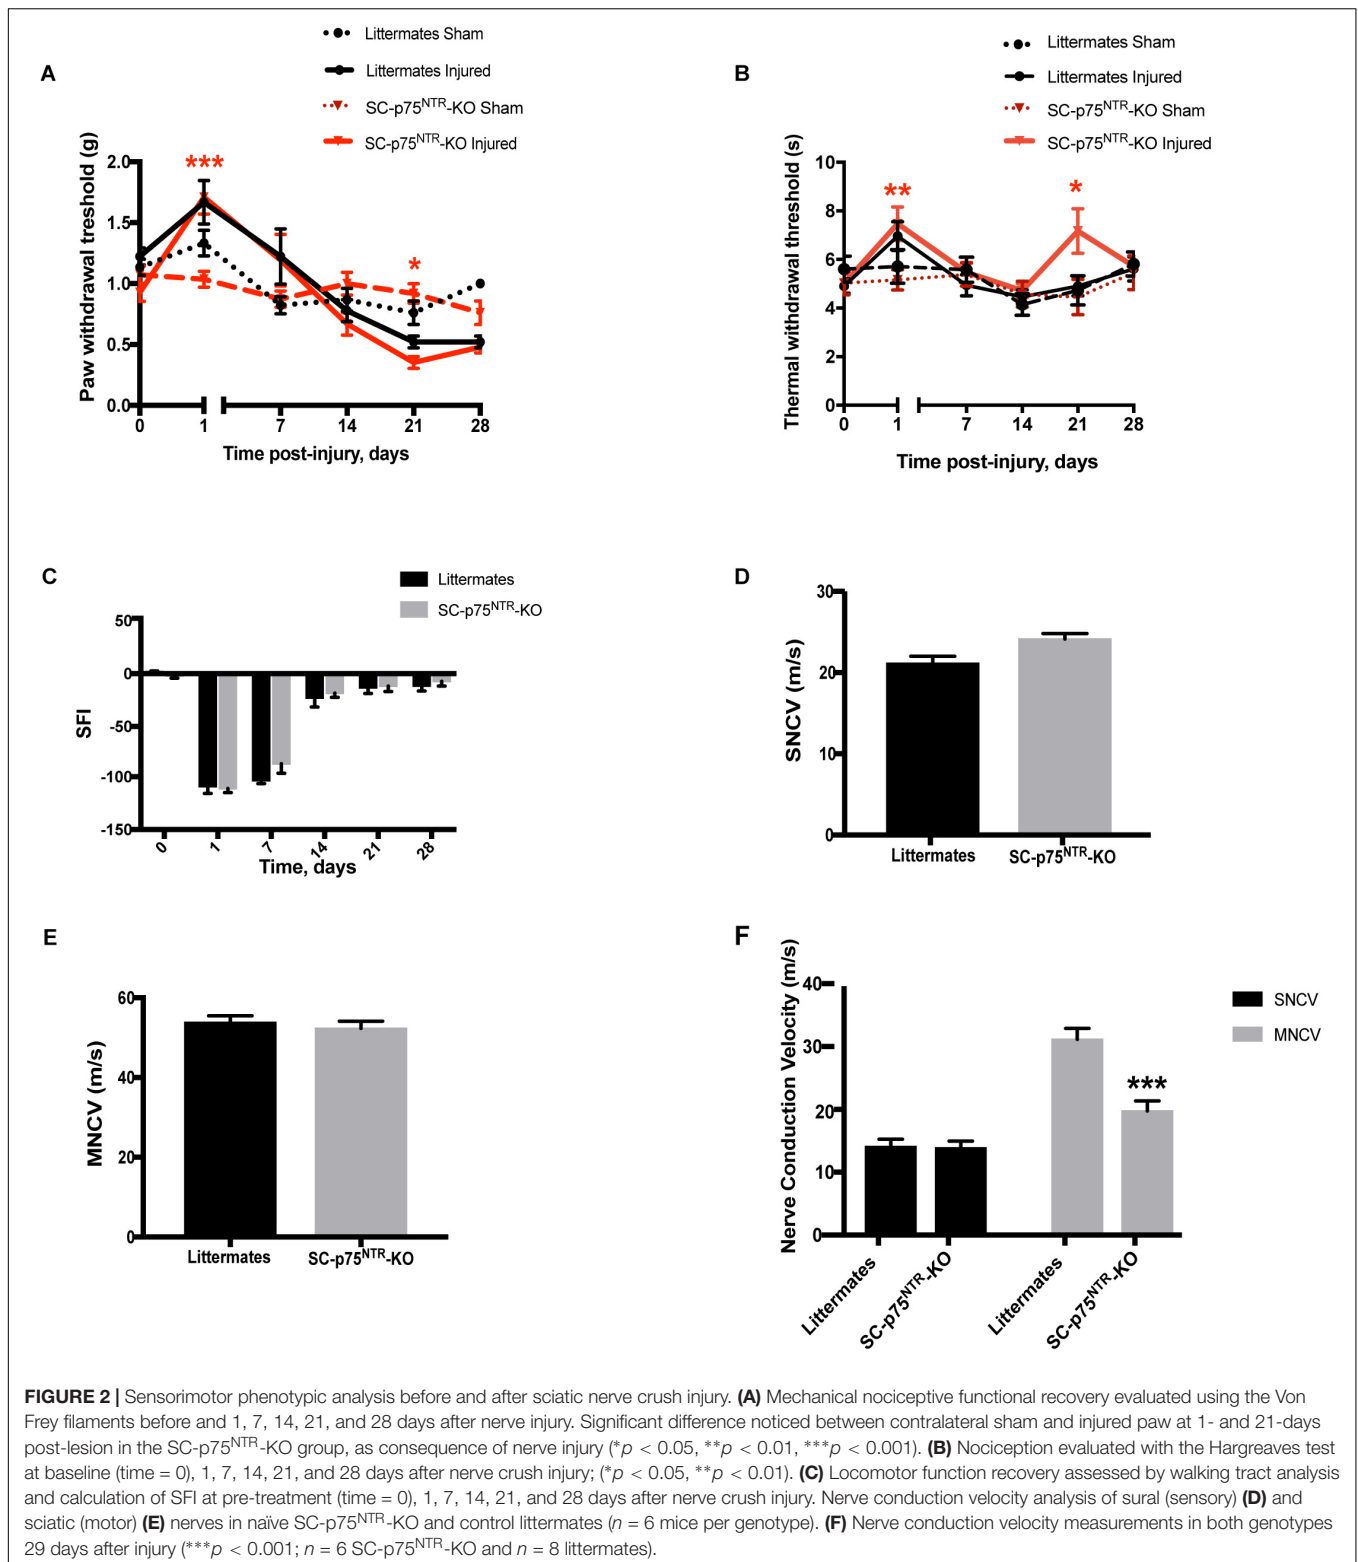 A
Littermates Sham
Littermates Injured
SC-p75NTR-KO Sham
SC-p75NTR-KO Injured
Paw withdrawal treshold (g)
2.0
1.5
1.0
0.5
0.0
***
*
0 1 7 14 21 28
Time post-injury, days
B
Littermates Sham
Littermates Injured
SC-p75NTR-KO Sham
SC-p75NTR-KO Injured
Thermal withdrawal threshold (s)
10
8
6
4
2
0
**
*
0 1 7 14 21 28
Time post-injury, days
C
Littermates
SC-p75NTR-KO
SFI
50
0
-50
-100
-150
0 1 7 14 21 28
Time, days
D
SNCV (m/s)
30
20
10
0
Littermates SC-p75NTR-KO
E
MNCV (m/s)
60
40
20
0
Littermates SC-p75NTR-KO
F
Nerve Conduction Velocity (m/s)
40
30
20
10
0
SNCV
MNCV
***
Littermates SC-p75NTR-KO Littermates SC-p75NTR-KO
FIGURE 2 | Sensorimotor phenotypic analysis before and after sciatic nerve crush injury. (A) Mechanical nociceptive functional recovery evaluated using the Von
Frey filaments before and 1, 7, 14, 21, and 28 days after nerve injury. Significant difference noticed between contralateral sham and injured paw at 1- and 21-days
post-lesion in the SC-p75NTR-KO group, as consequence of nerve injury (*p < 0.05, **p < 0.01, ***p < 0.001). (B) Nociception evaluated with the Hargreaves test
at baseline (time = 0), 1, 7, 14, 21, and 28 days after nerve crush injury; (*p < 0.05, **p < 0.01). (C) Locomotor function recovery assessed by walking tract analysis
and calculation of SFI at pre-treatment (time = 0), 1, 7, 14, 21, and 28 days after nerve crush injury. Nerve conduction velocity analysis of sural (sensory) (D) and
sciatic (motor) (E) nerves in naïve SC-p75NTR-KO and control littermates (n = 6 mice per genotype). (F) Nerve conduction velocity measurements in both genotypes
29 days after injury (***p < 0.001; n = 6 SC-p75NTR-KO and n = 8 littermates).